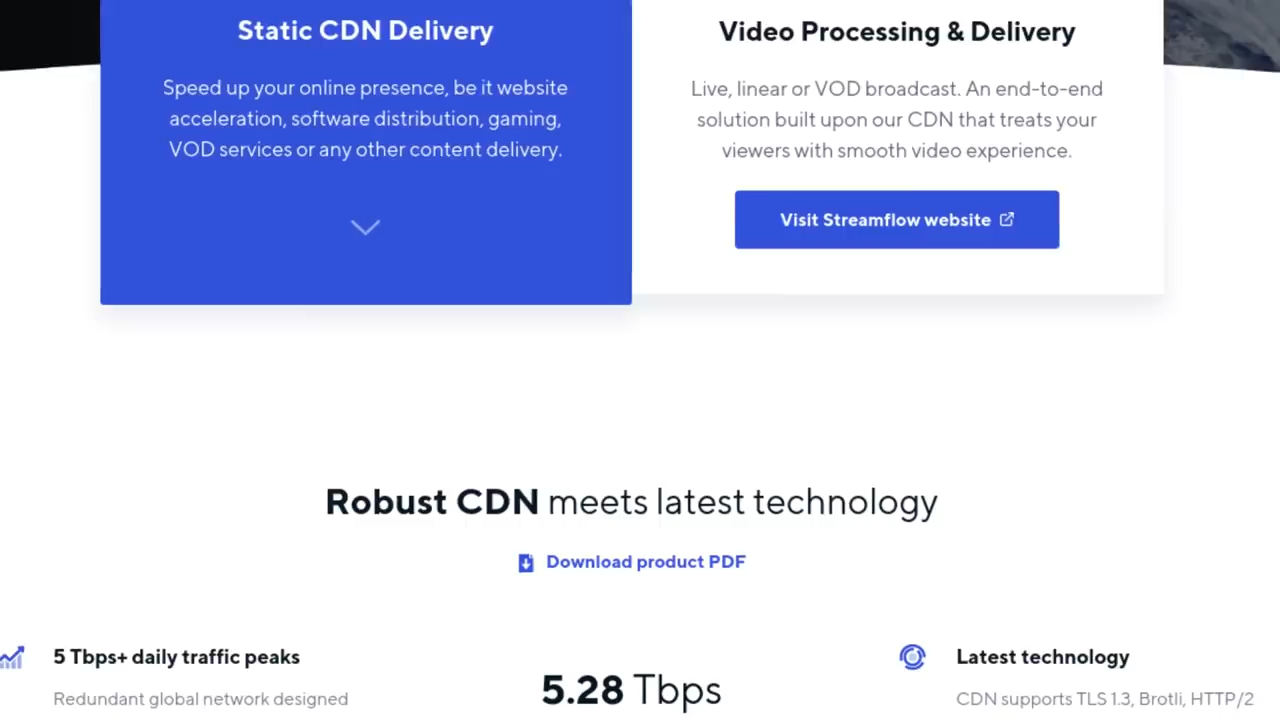 Static CDN Delivery
Speed up your online presence, be it website
acceleration, software distribution, gaming,
VOD services or any other content delivery.
Video Processing & Delivery
Live, linear or VOD broadcast. An end-to-end
solution built upon our CDN that treats your
viewers with smooth video experience.
Visit Streamflow website
Robust CDN meets latest technology
Download product PDF
5 Tbps+ daily traffic peaks
Redundant global network designed
5.28 Tbps
Latest technology
CDN supports TLS 1.3, Brotli, HTTP/2